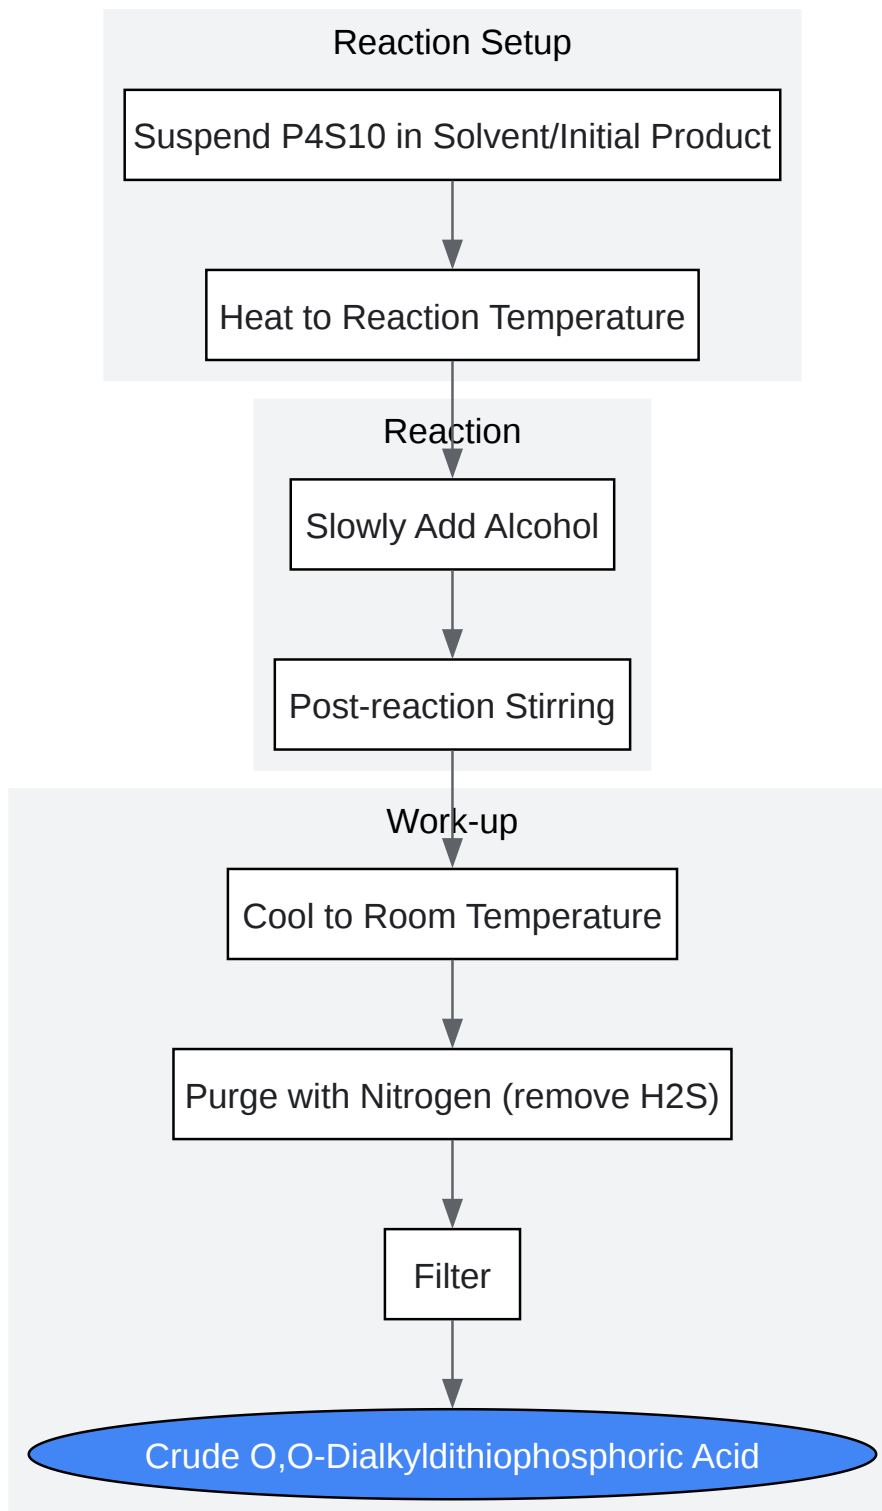 Reaction Setup
Suspend P4S10 in Solvent/Initial Product
Heat to Reaction Temperature
Reaction
Slowly Add Alcohol
Post-reaction Stirring
Work-up
Cool to Room Temperature
Purge with Nitrogen (remove H2S)
Filter
Crude O,O-Dialkyldithiophosphoric Acid